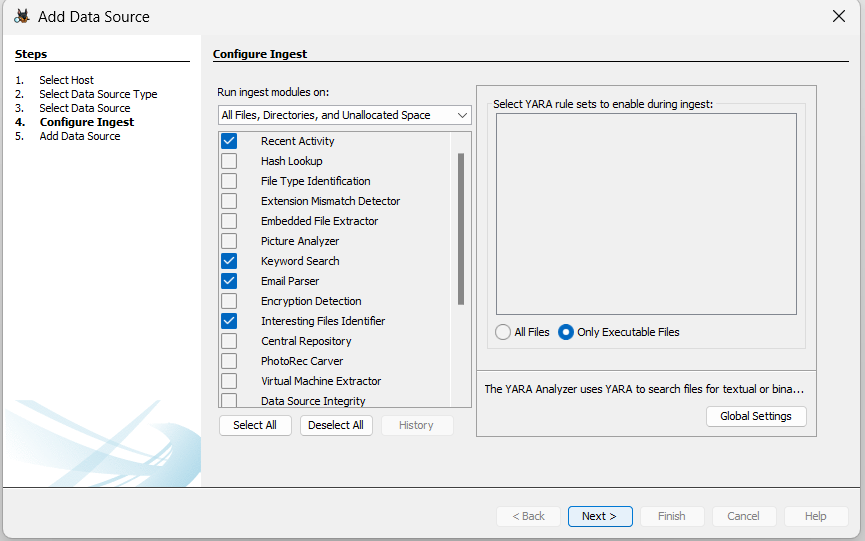 Add Data Source
Steps
1. Select Host
2. Select Data Source Type
3. Select Data Source
4. Configure Ingest
5. Add Data Source
Configure Ingest
Run ingest modules on:
All Files, Directories, and Unallocated Space
Recent Activity
Hash Lookup
File Type Identification
Extension Mismatch Detector
Embedded File Extractor
Picture Analyzer
Keyword Search
Email Parser
Encryption Detection
Interesting Files Identifier
Central Repository
PhotoRec Carver
Virtual Machine Extractor
Data Source Integrity
Select All
Deselect All
History
Select YARA rule sets to enable during ingest:
All Files
Only Executable Files
The YARA Analyzer uses YARA to search files for textual or bina...
Global Settings
< Back
Next >
Finish
Cancel
Help